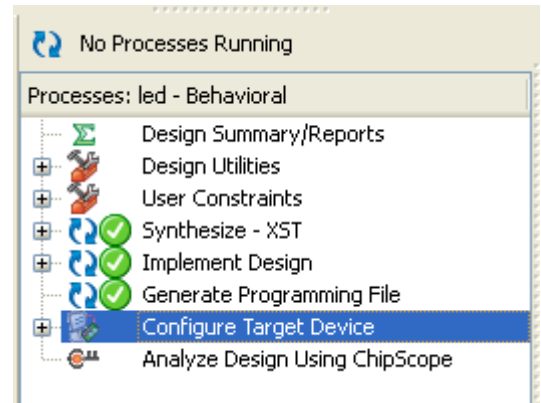 No Processes Running
Processes: led - Behavioral
Design Summary/Reports
Design Utilities
User Constraints
Synthesize - XST
Implement Design
Generate Programming File
Configure Target Device
Analyze Design Using ChipScope